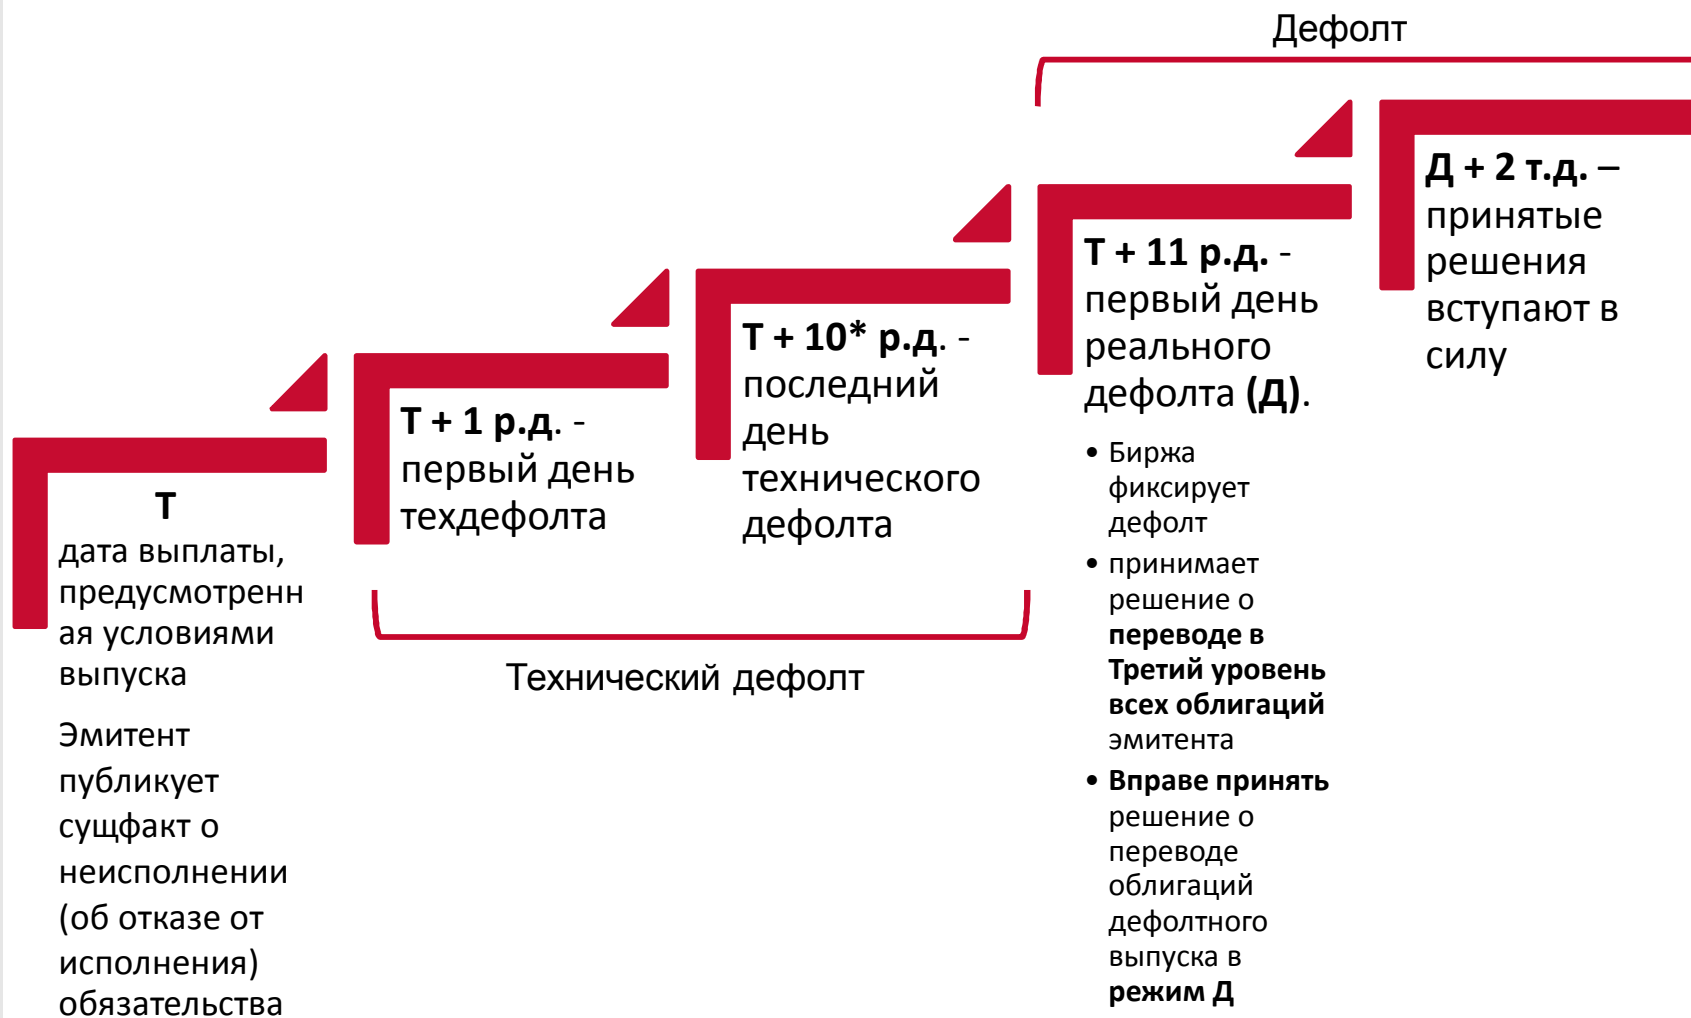 Дефолт
Т
дата выплаты,
предусмотренн
ая условиями
выпуска
Эмитент
публикует
сущфакт о
неисполнении
(об отказе от
исполнения)
обязательства
Т + 1 р.д. -
первый день
техдефолта
Т + 10* р.д. -
последний
день
технического
дефолта
Технический дефолт
Т + 11 р.д. -
первый день
реального
дефолта (Д).
• Биржа
фиксирует
дефолт
• принимает
решение о
переводе в
Третий уровень
всех облигаций
эмитента
• Вправе принять
решение о
переводе
облигаций
дефолтного
выпуска в
режим Д
Д + 2 т.д. –
принятые
решения
вступают в
силу